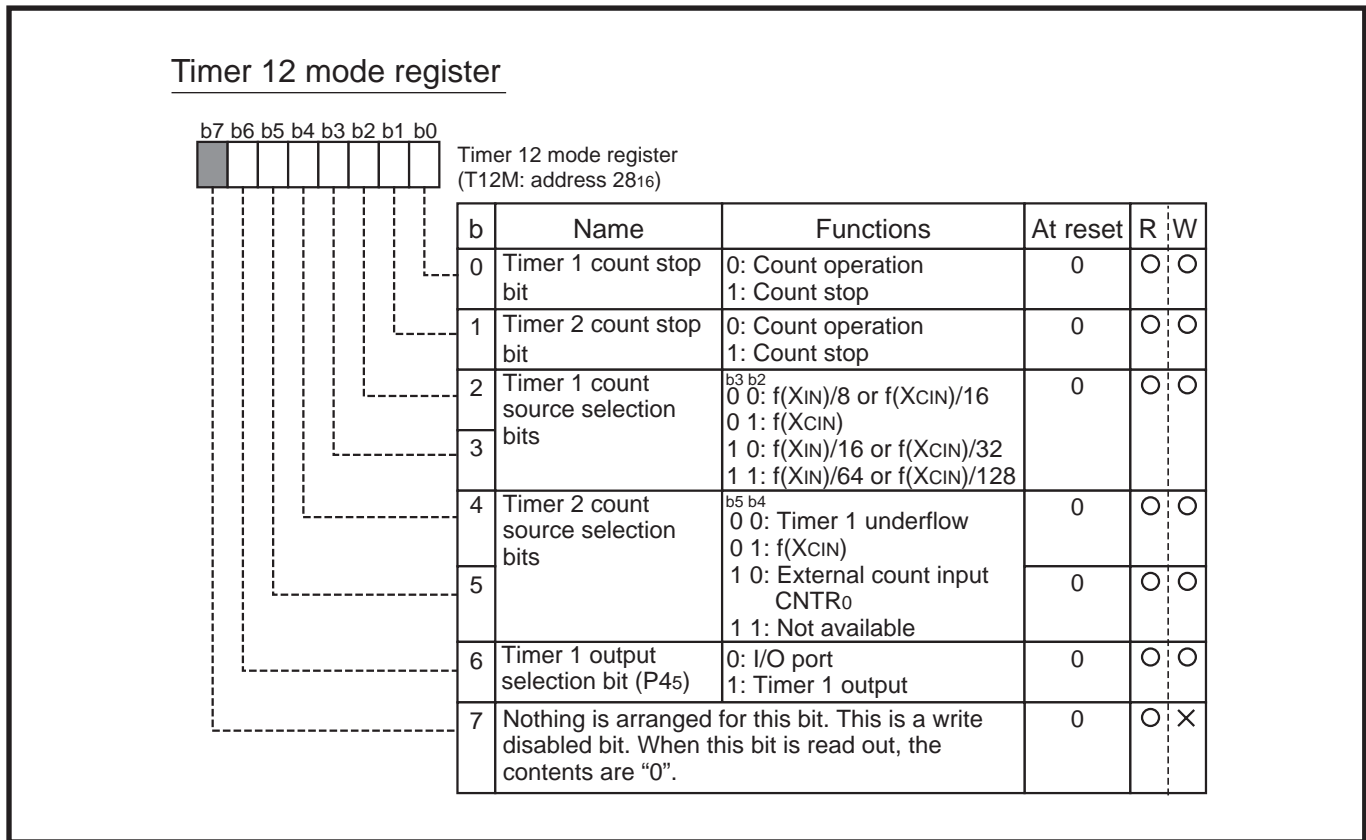 Timer 12 mode register
b7 b6 b5 b4 b3 b2 b1 b0
Timer 12 mode register
(T12M: address 2816)
b Name Functions At reset R W
0 Timer 1 count stop bit 0: Count operation 0 O O
1: Count stop
1 Timer 2 count stop bit 0: Count operation 0 O O
1: Count stop
2 Timer 1 count source selection bits b3 b2 0 O O
0 0: f(XIN)/8 or f(XCIN)/16
0 1: f(XCIN)
3 1 0: f(XIN)/16 or f(XCIN)/32
1 1: f(XIN)/64 or f(XCIN)/128
4 Timer 2 count source selection bits b5 b4 0 O O
0 0: Timer 1 underflow
0 1: f(XCIN)
5 1 0: External count input 0 O O
CNTR0
1 1: Not available
6 Timer 1 output selection bit (P45) 0: I/O port 0 O O
1: Timer 1 output
7 Nothing is arranged for this bit. This is a write 0 O ×
disabled bit. When this bit is read out, the
contents are “0”.